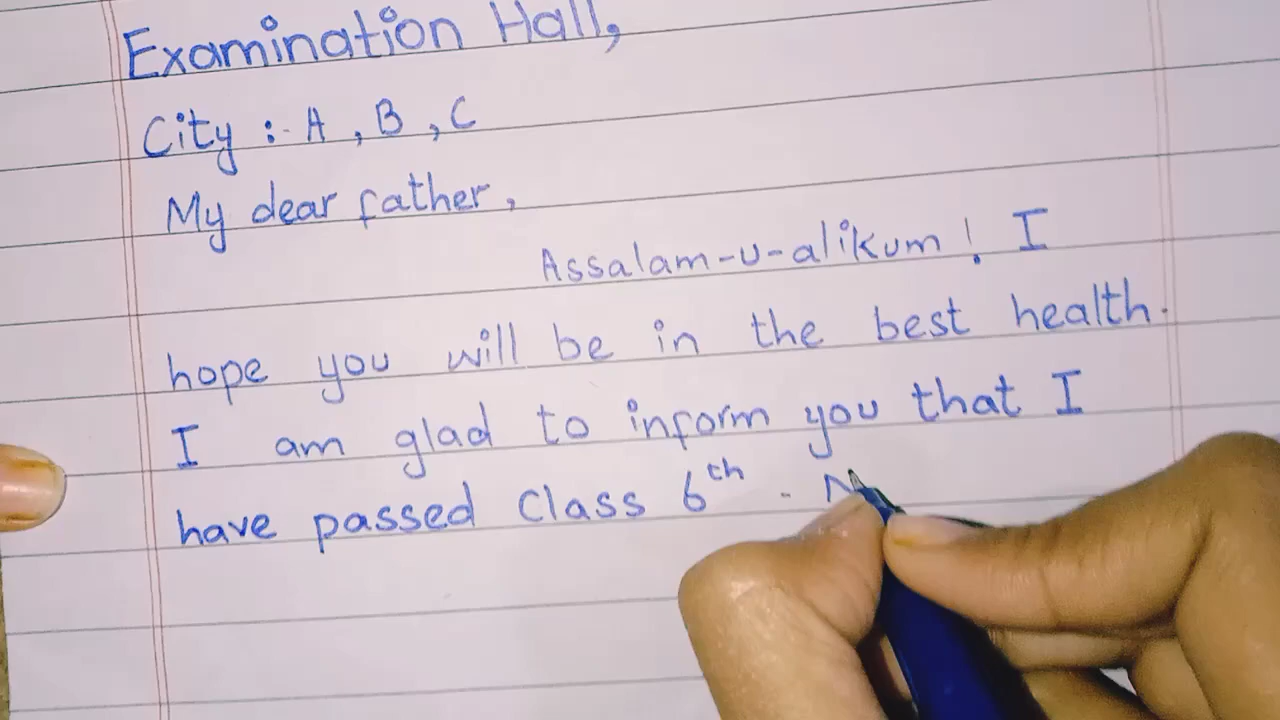 Examination Hall,
City :- A , B , C
My dear father,
Assalam-u-alikum ! I
hope you will be in the best health.
I am glad to inform you that I
have passed Class 6th . N